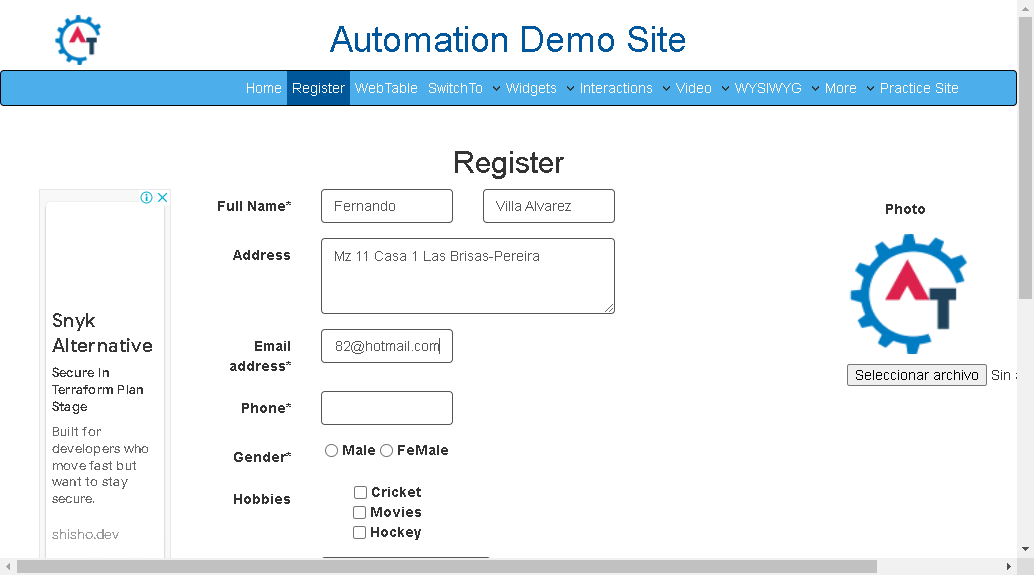 Automation Demo Site
Home Register WebTable SwitchTo Widgets Interactions Video WYSIWYG More Practice Site
Register
Full Name* Fernando Villa Alvarez
Photo
Address Mz 11 Casa 1 Las Brisas-Pereira
AT
Snyk
Alternative
Secure In
Terraform Plan
Stage
Built for
developers who
move fast but
want to stay
secure.
shisho.dev
Email
address*
82@hotmail.com
Seleccionar archivo Sin
Phone*
Gender* Male FeMale
Hobbies Cricket
Movies
Hockey